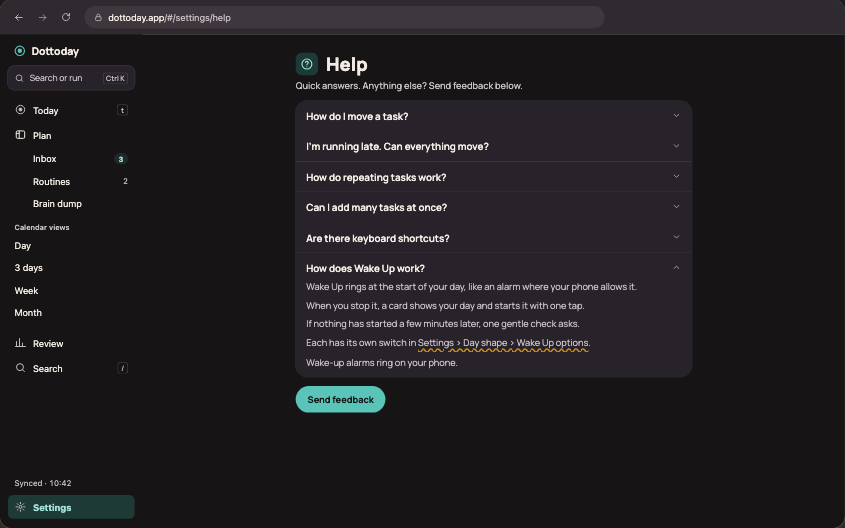 dottoday.app/#/settings/help
Dottoday
Search or run
Ctrl K
Today
t
Plan
Inbox
3
Routines
2
Brain dump
Calendar views
Day
3 days
Week
Month
Review
Search
/
Synced · 10:42
Settings
Help
Quick answers. Anything else? Send feedback below.
How do I move a task?
I'm running late. Can everything move?
How do repeating tasks work?
Can I add many tasks at once?
Are there keyboard shortcuts?
How does Wake Up work?
Wake Up rings at the start of your day, like an alarm where your phone allows it.
When you stop it, a card shows your day and starts it with one tap.
If nothing has started a few minutes later, one gentle check asks.
Each has its own switch in Settings › Day shape › Wake Up options.
Wake-up alarms ring on your phone.
Send feedback